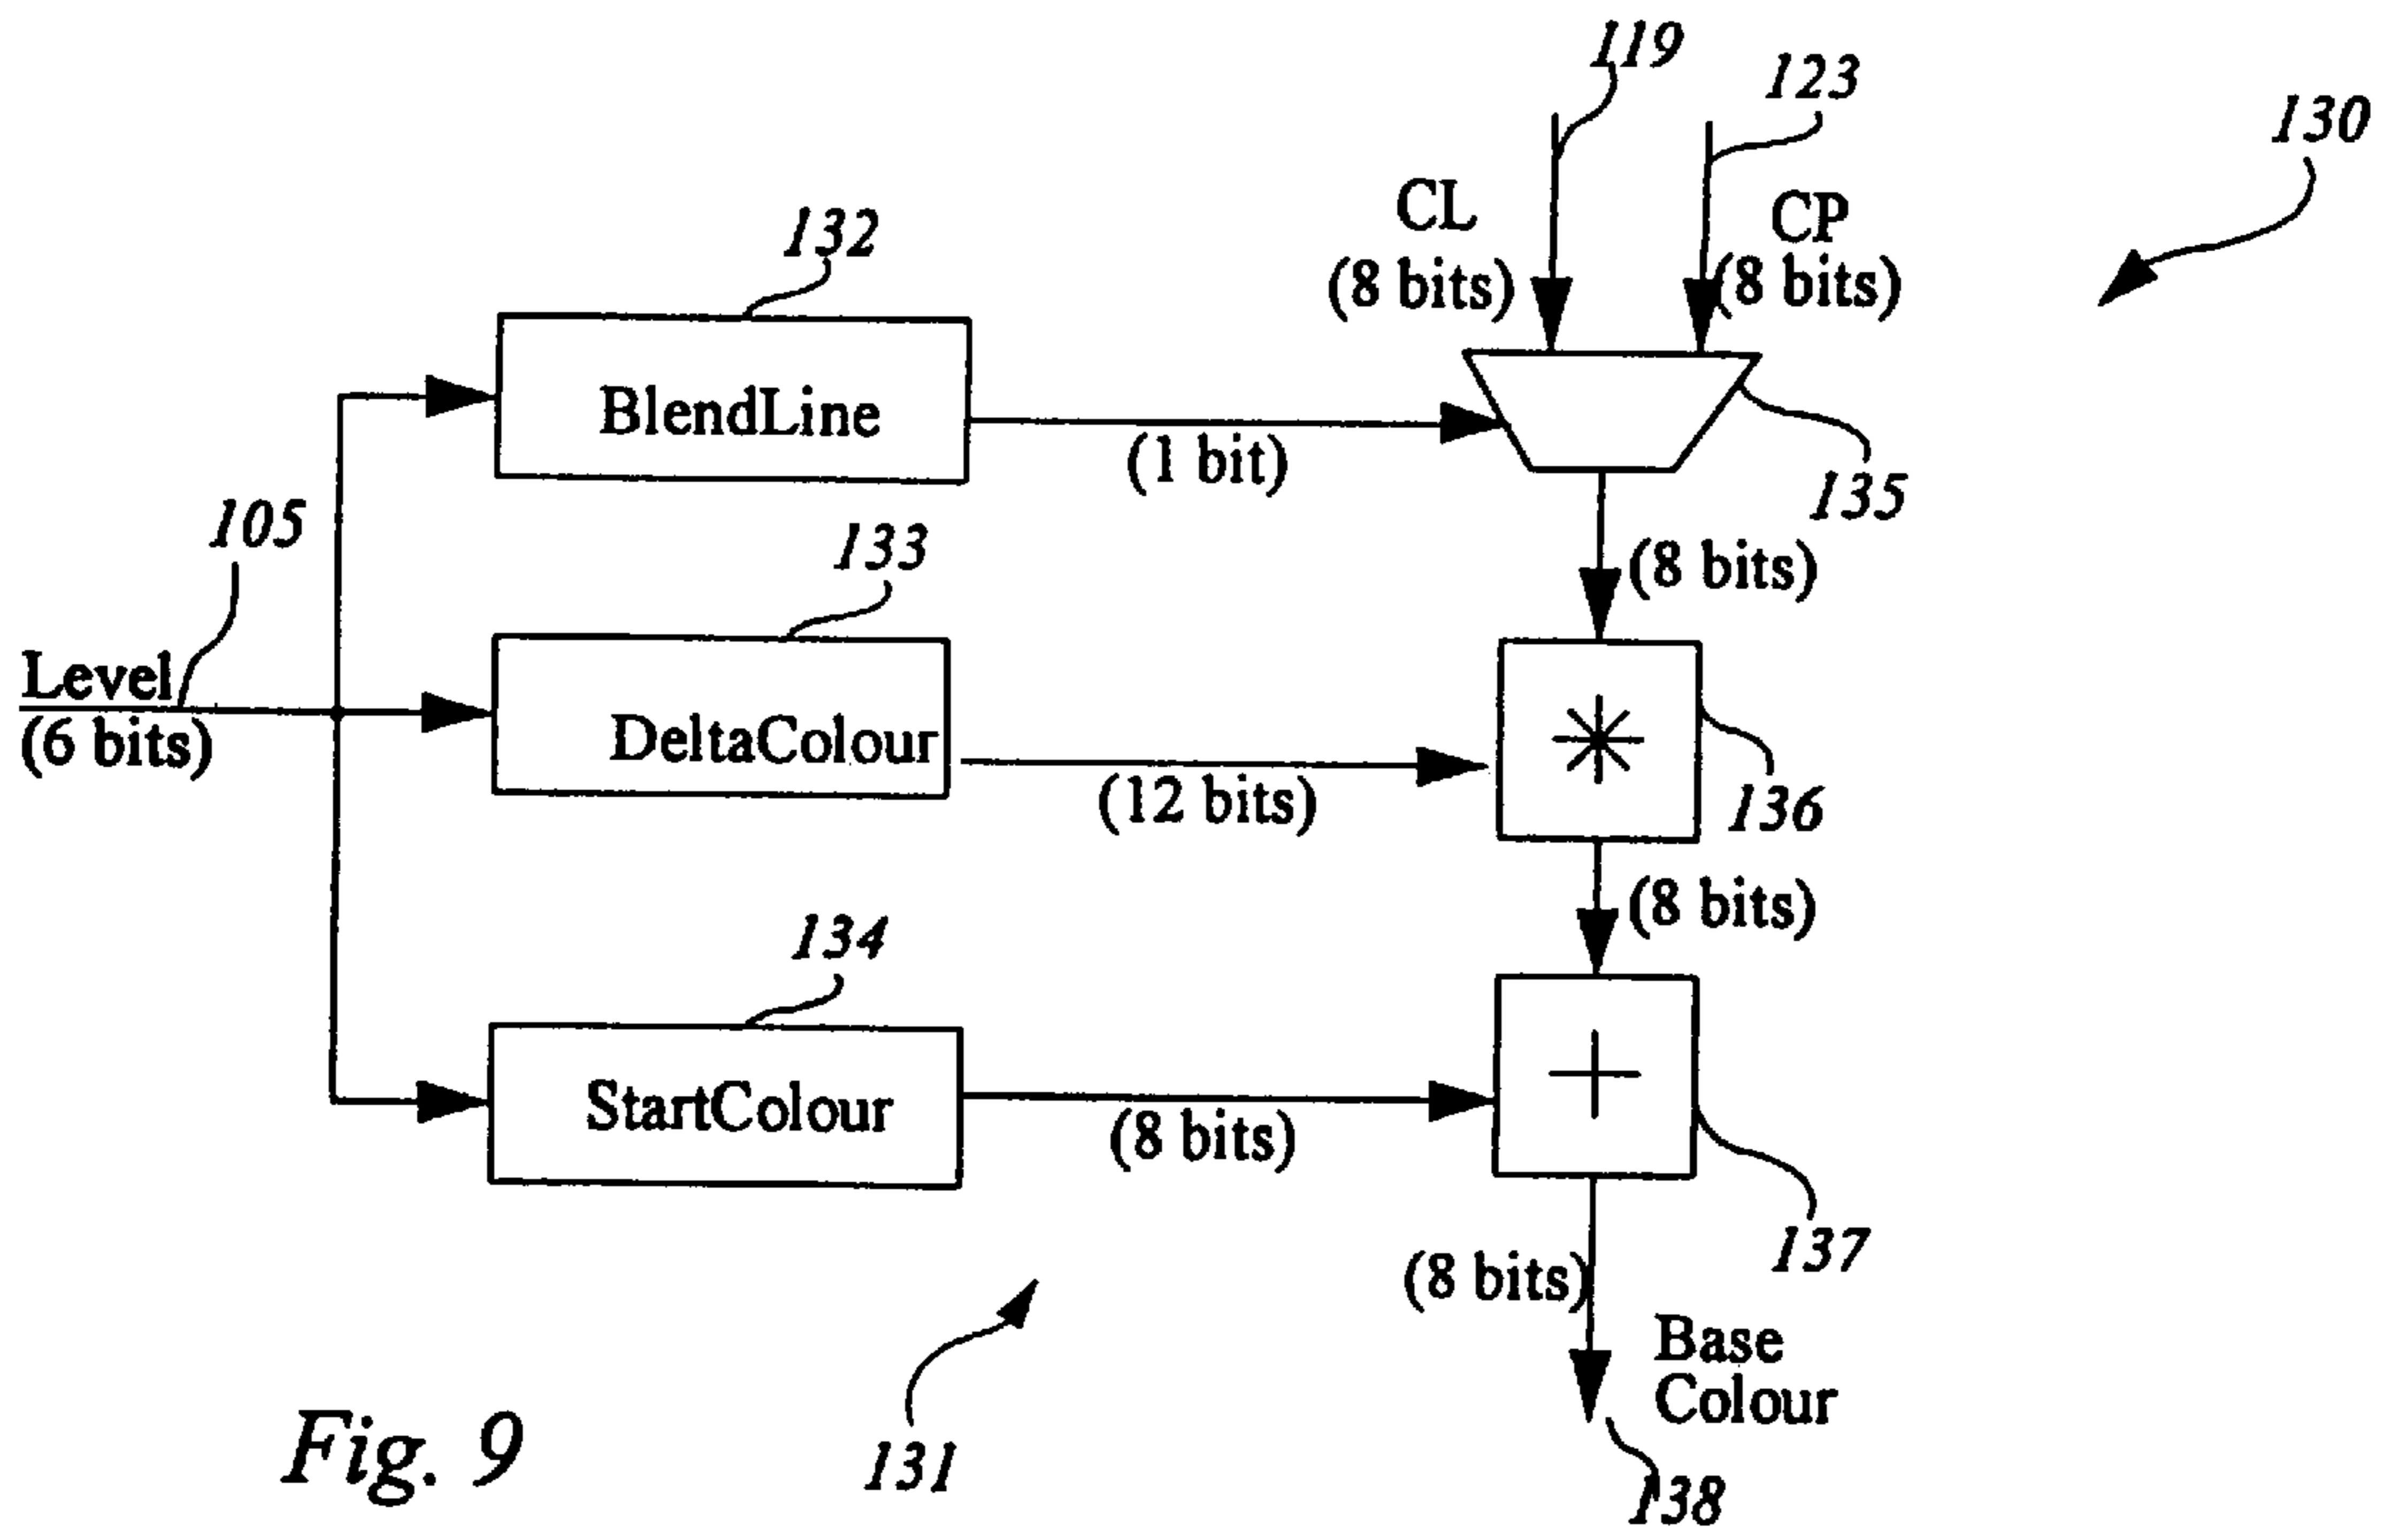 119
123
130
CL
(8 bits)
CP
(8 bits)
132
BlendLine
(1 bit)
135
105
133
(8 bits)
Level
(6 bits)
DeltaColour
(12 bits)
136
134
(8 bits)
StartColour
(8 bits)
137
(8 bits)
Base
Colour
131
138
Fig. 9